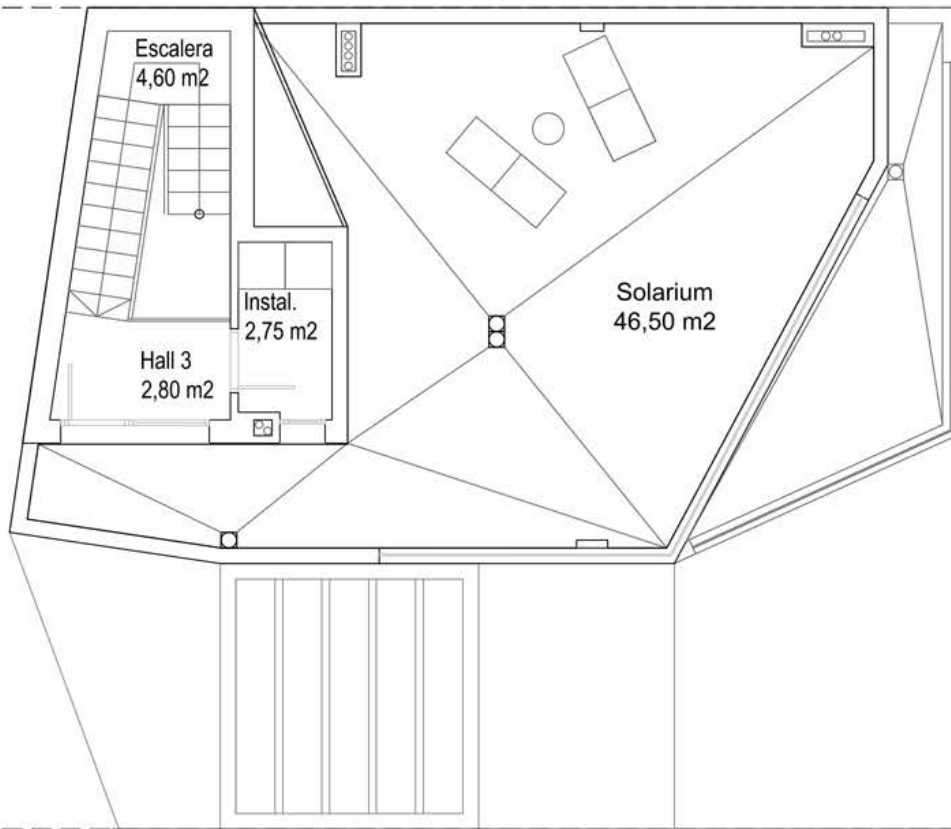 Escalera
4,60 m2
Solarium
46,50 m2
Instal.
2,75 m2
Hall 3
2,80 m2